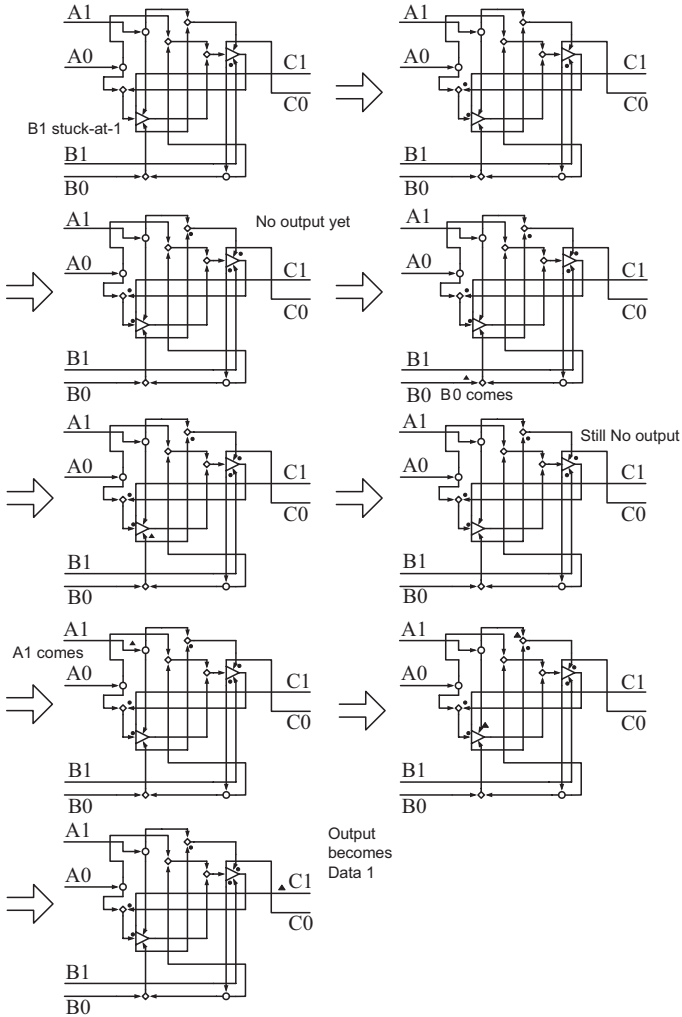 A1
A0
C1
C0
B1 stuck-at-1
B1
B0
A1
A0
C1
C0
B1
B0
A1
No output yet
A0
C1
C0
B1
B0
A1
A0
C1
C0
B1
B0
B0 comes
A1
A0
C1
C0
B1
B0
A1
Still No output
A0
C1
C0
B1
B0
A1
A1 comes
A0
C1
C0
B1
B0
A1
A0
C1
C0
B1
B0
A1
Output
becomes
Data 1
A0
C1
C0
B1
B0